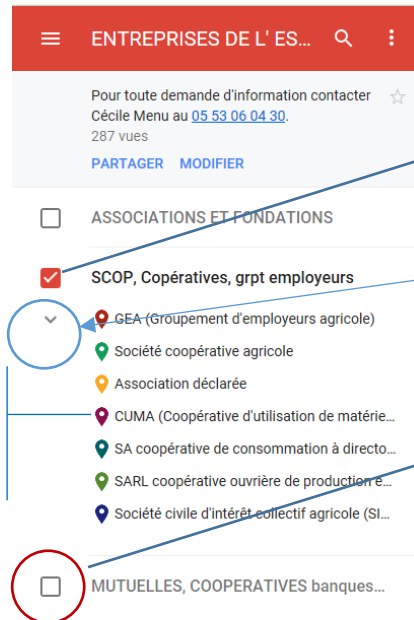 ENTREPRISES DE L' ES...
Pour toute demande d'information contacter
Cécile Menu au 05 53 06 04 30.
287 vues
PARTAGER MODIFIER
ASSOCIATIONS ET FONDATIONS
SCOP, Copératives, grpt employeurs
GEA (Groupement d'employeurs agricole)
Société coopérative agricole
Association déclarée
CUMA (Coopérative d'utilisation de matérie...
SA coopérative de consommation à directo...
SARL coopérative ouvrière de production e...
Société civile d'intérêt collectif agricole (SI...
MUTUELLES, COOPERATIVES banques...